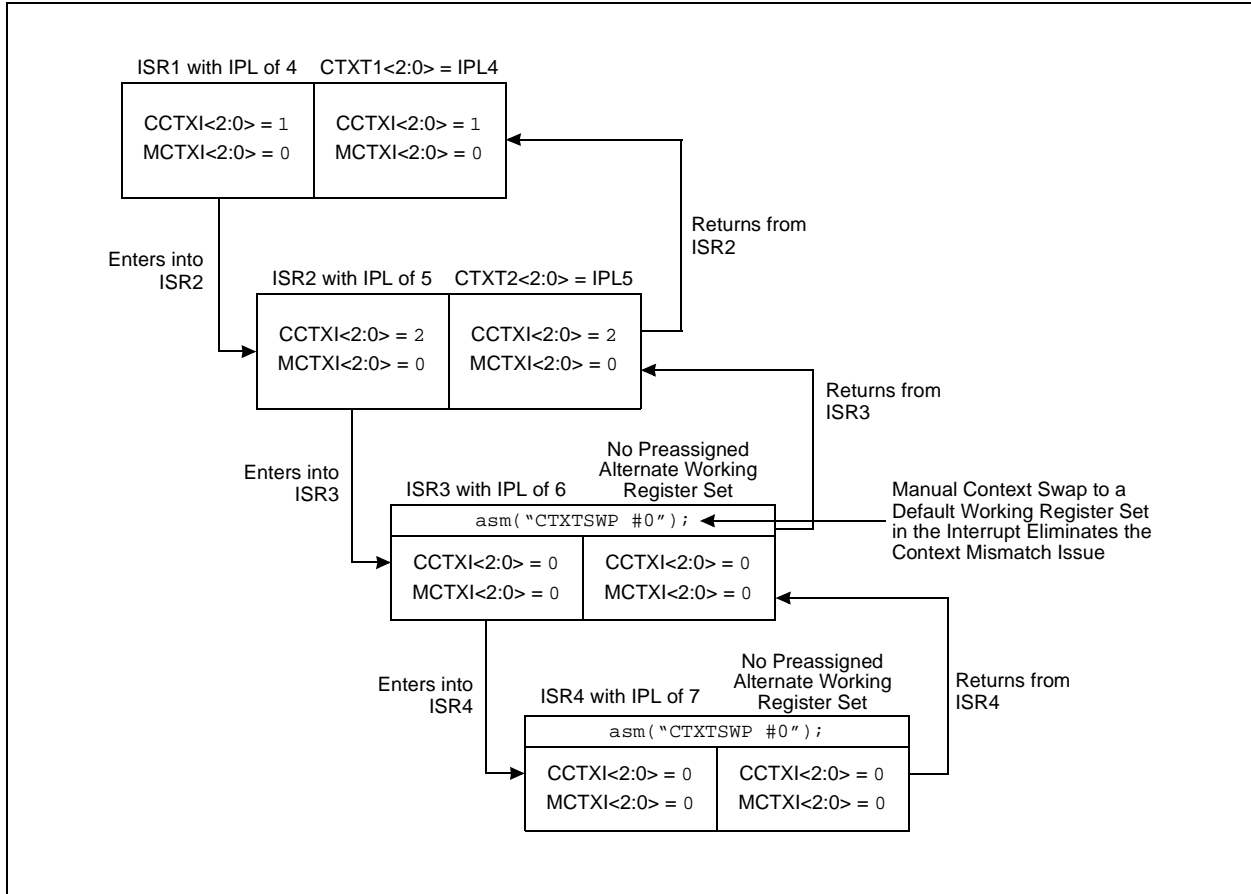 ISR1 with IPL of 4 CTXT1<2:0> = IPL4
CCTXI<2:0> = 1 CCTXI<2:0> = 1
MCTXI<2:0> = 0 MCTXI<2:0> = 0
Returns from
ISR2
Enters into
ISR2
ISR2 with IPL of 5 CTXT2<2:0> = IPL5
CCTXI<2:0> = 2 CCTXI<2:0> = 2
MCTXI<2:0> = 0 MCTXI<2:0> = 0
Returns from
ISR3
Enters into
ISR3
No Preassigned
Alternate Working
Register Set
ISR3 with IPL of 6
asm(“CTXTSWP #0”);
Manual Context Swap to a
Default Working Register Set
in the Interrupt Eliminates the
Context Mismatch Issue
CCTXI<2:0> = 0 CCTXI<2:0> = 0
MCTXI<2:0> = 0 MCTXI<2:0> = 0
Enters into
ISR4
No Preassigned
Alternate Working
Register Set
ISR4 with IPL of 7
Returns from
ISR4
asm(“CTXTSWP #0”);
CCTXI<2:0> = 0 CCTXI<2:0> = 0
MCTXI<2:0> = 0 MCTXI<2:0> = 0